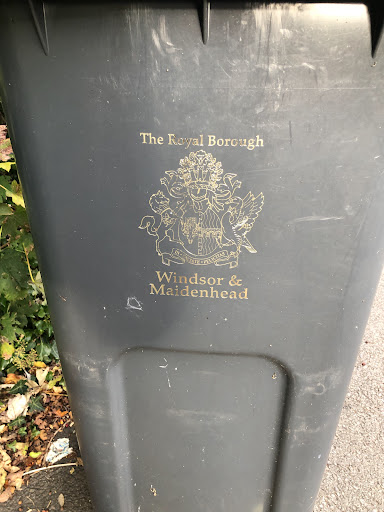 The Royal Borough
Windsor &
Maidenhead